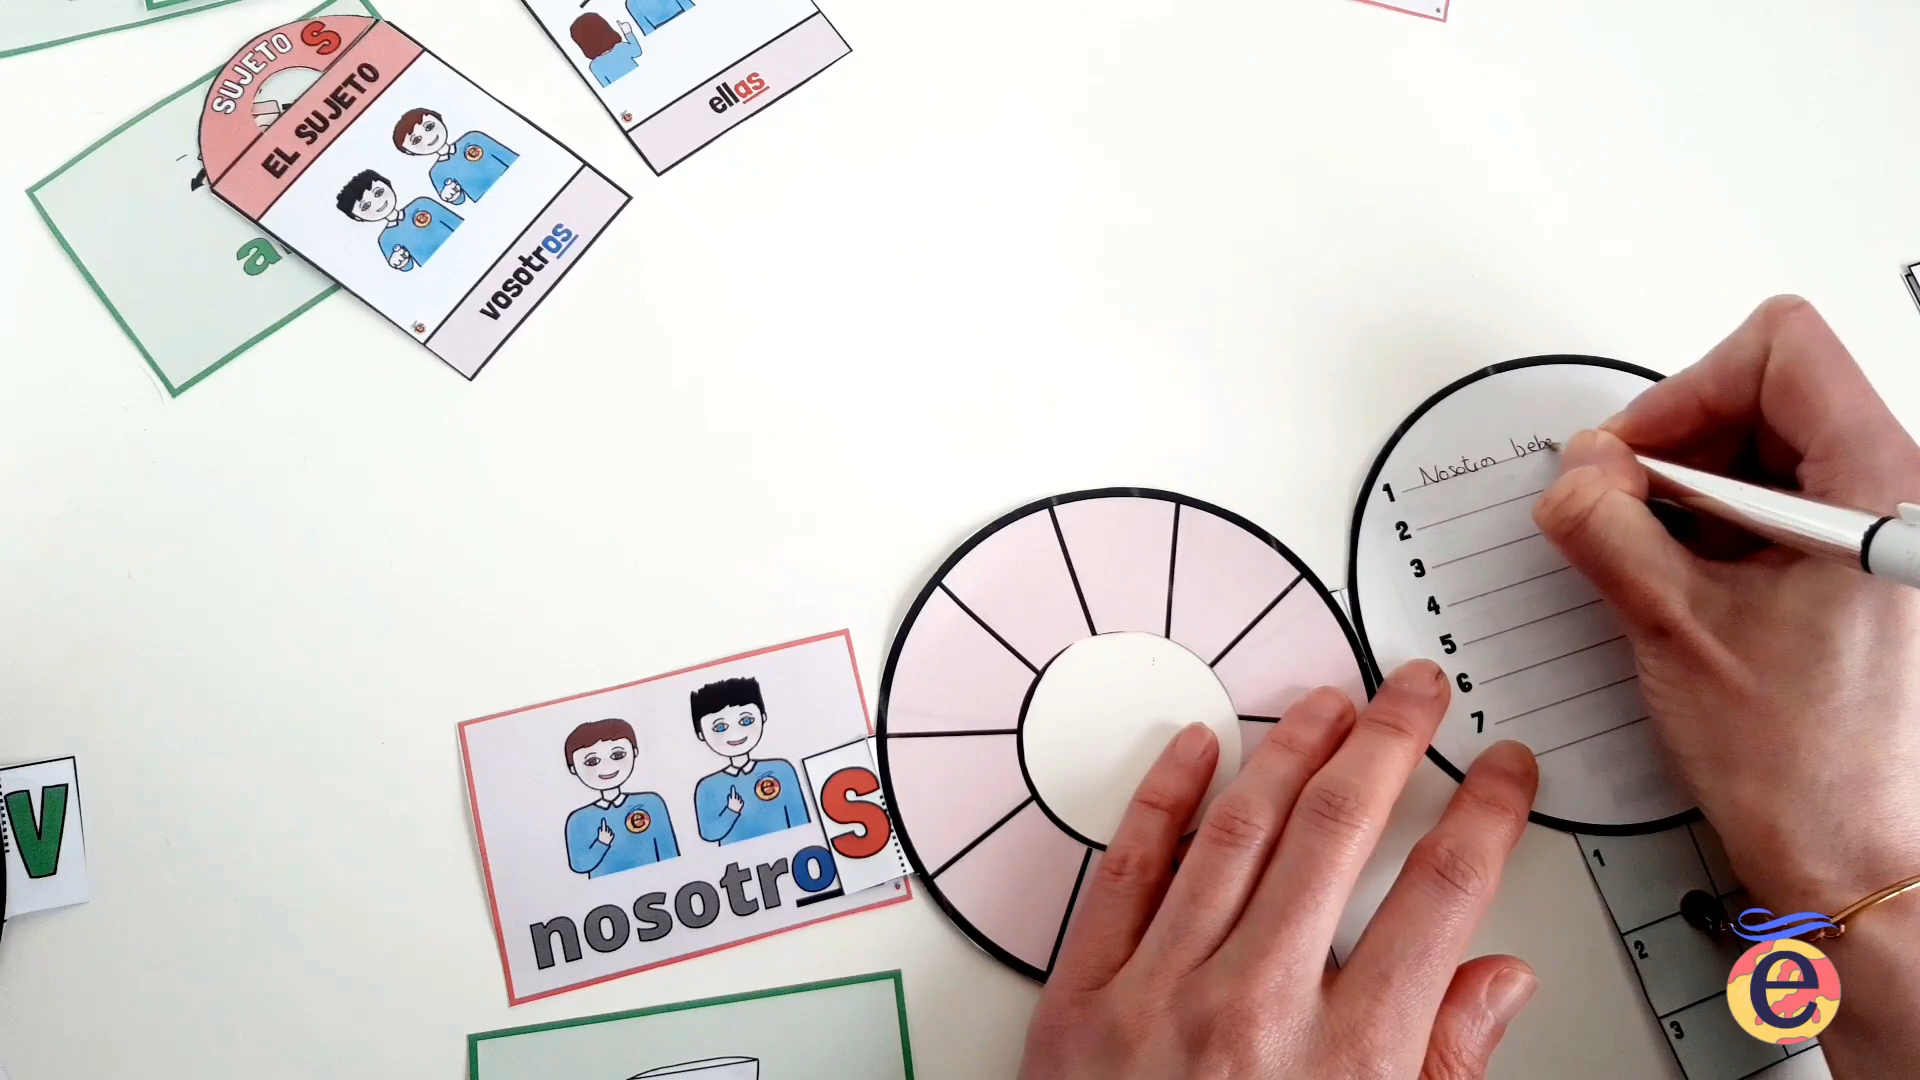 SUJETO S
EL SUJETO
vosotros
ellas
a
V
nosotros
S
Nosotros bebe
1
2
3
4
5
6
7
1
2
3
ë